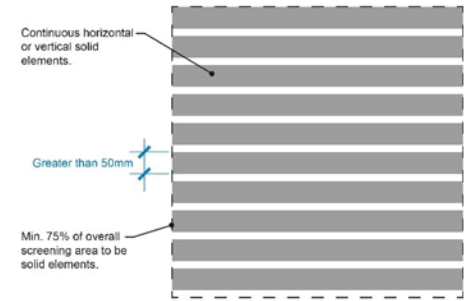 Continuous horizontal
or vertical solid
elements.
Greater than 50mm
Min. 75% of overall
screening area to be
solid elements.